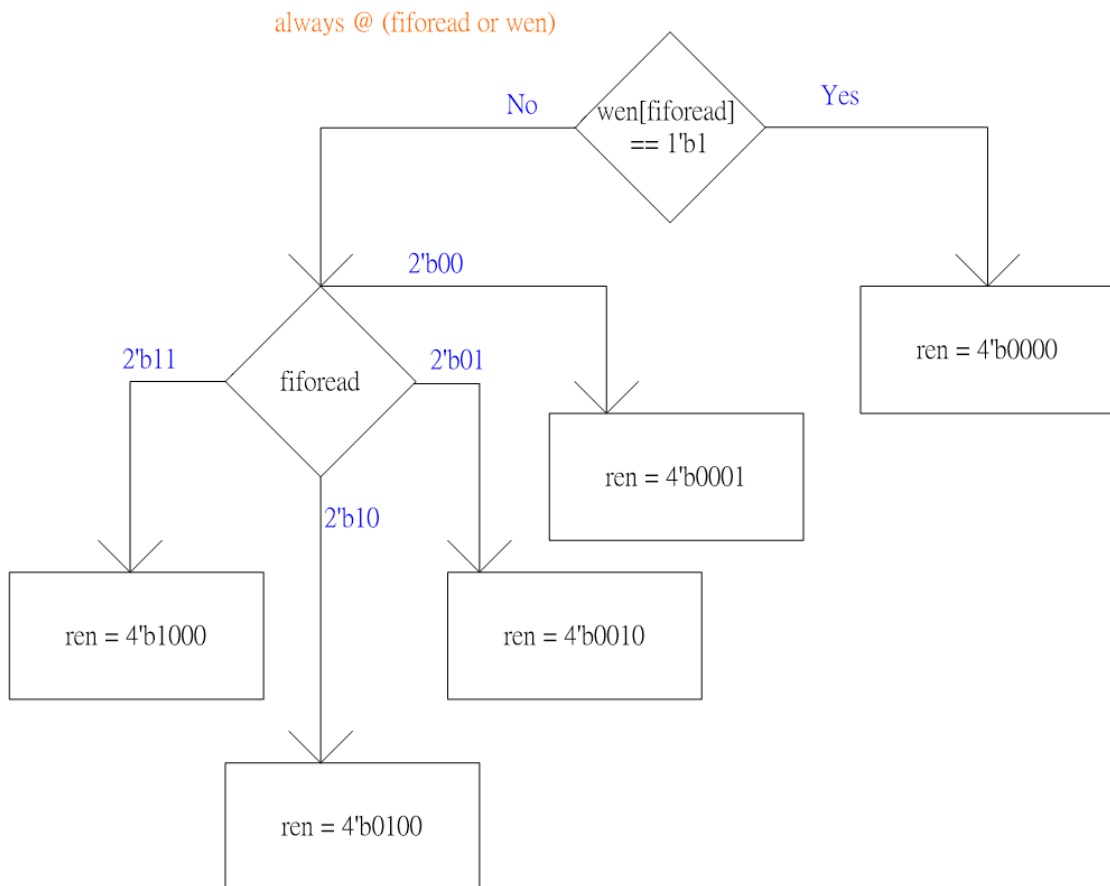 always @ (fiforead or wen)
No
wen[fiforead]
== 1'b1
Yes
2'b00
ren = 4'b0000
2'b11
fiforead
2'b01
ren = 4'b0001
2'b10
ren = 4'b1000
ren = 4'b0010
ren = 4'b0100